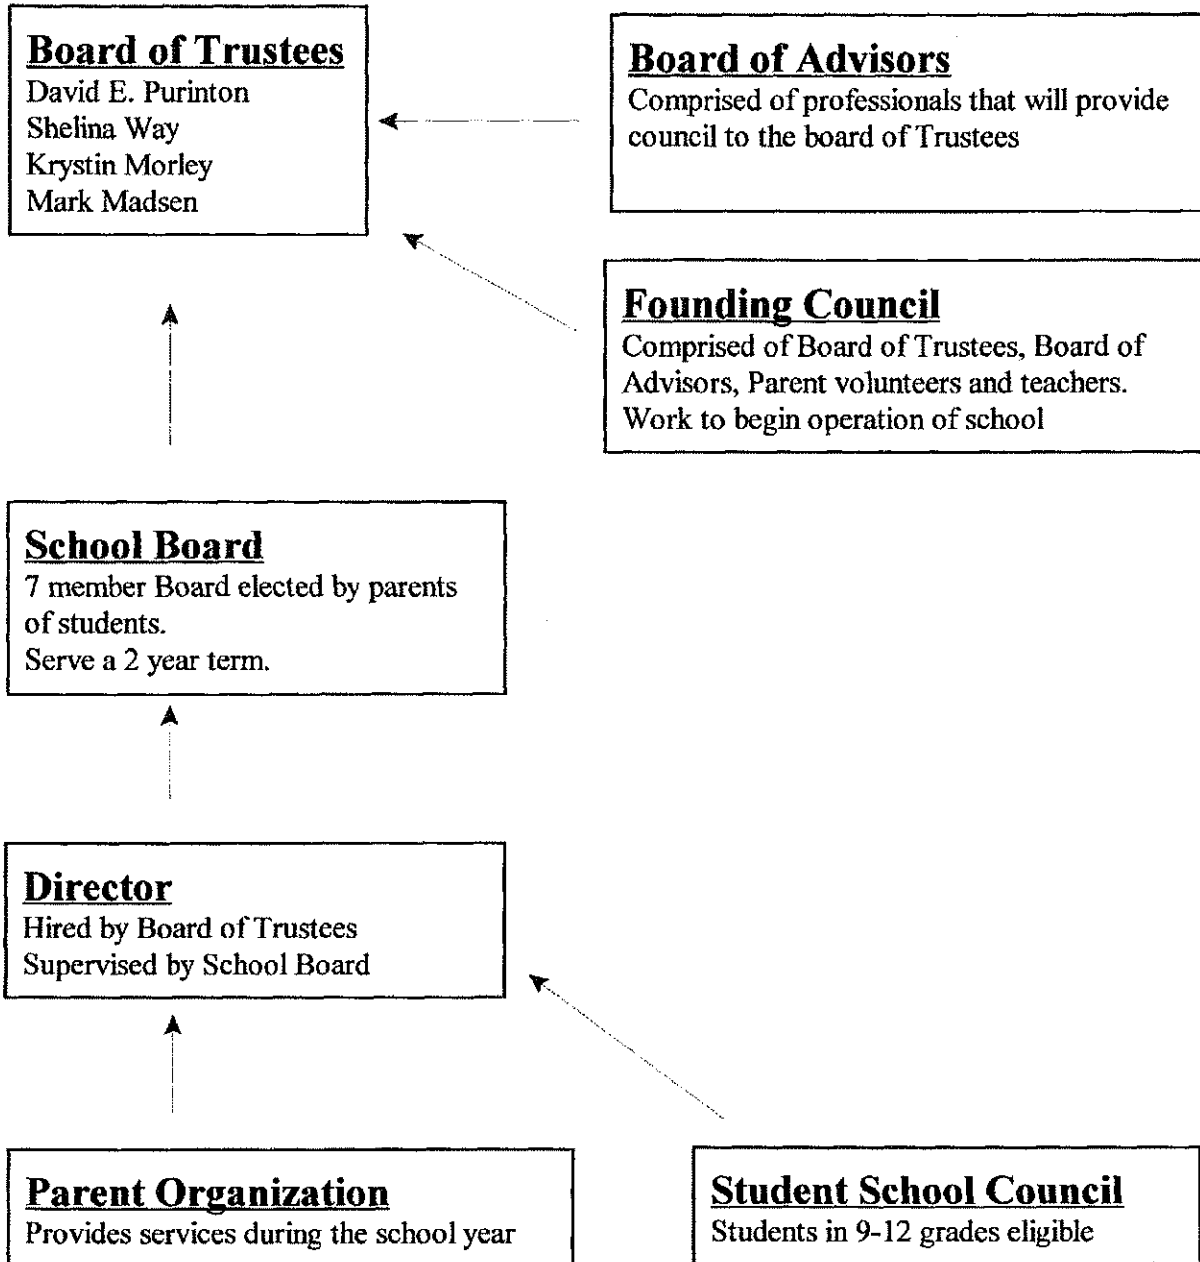 Board of Trustees
David E. Purinton
Shelina Way
Krystin Morley
Mark Madsen
Board of Advisors
Comprised of professionals that will provide
council to the board of Trustees
Founding Council
Comprised of Board of Trustees, Board of
Advisors, Parent volunteers and teachers.
Work to begin operation of school
School Board
7 member Board elected by parents
of students.
Serve a 2 year term.
Director
Hired by Board of Trustees
Supervised by School Board
Parent Organization
Provides services during the school year
Student School Council
Students in 9-12 grades eligible